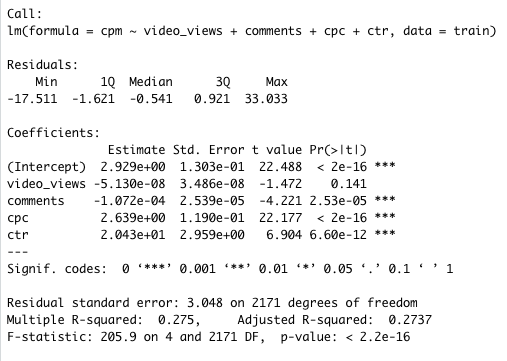 Call:
lm(formula = cpm ~ video_views + comments + cpc + ctr, data = train)
Residuals:
Min 1Q Median 3Q Max
-17.511 -1.621 -0.541 0.921 33.033
Coefficients:
Estimate Std. Error t value Pr(>|t|)
(Intercept) 2.929e+00 1.303e-01 22.488 < 2e-16 ***
video_views -5.130e-08 3.486e-08 -1.472 0.141
comments -1.072e-04 2.539e-05 -4.221 2.53e-05 ***
cpc 2.639e+00 1.190e-01 22.177 < 2e-16 ***
ctr 2.043e+01 2.959e+00 6.904 6.60e-12 ***
---
Signif. codes: 0 ‘***’ 0.001 ‘**’ 0.01 ‘*’ 0.05 ‘.’ 0.1 ‘ ’ 1
Residual standard error: 3.048 on 2171 degrees of freedom
Multiple R-squared: 0.275, Adjusted R-squared: 0.2737
F-statistic: 205.9 on 4 and 2171 DF, p-value: < 2.2e-16